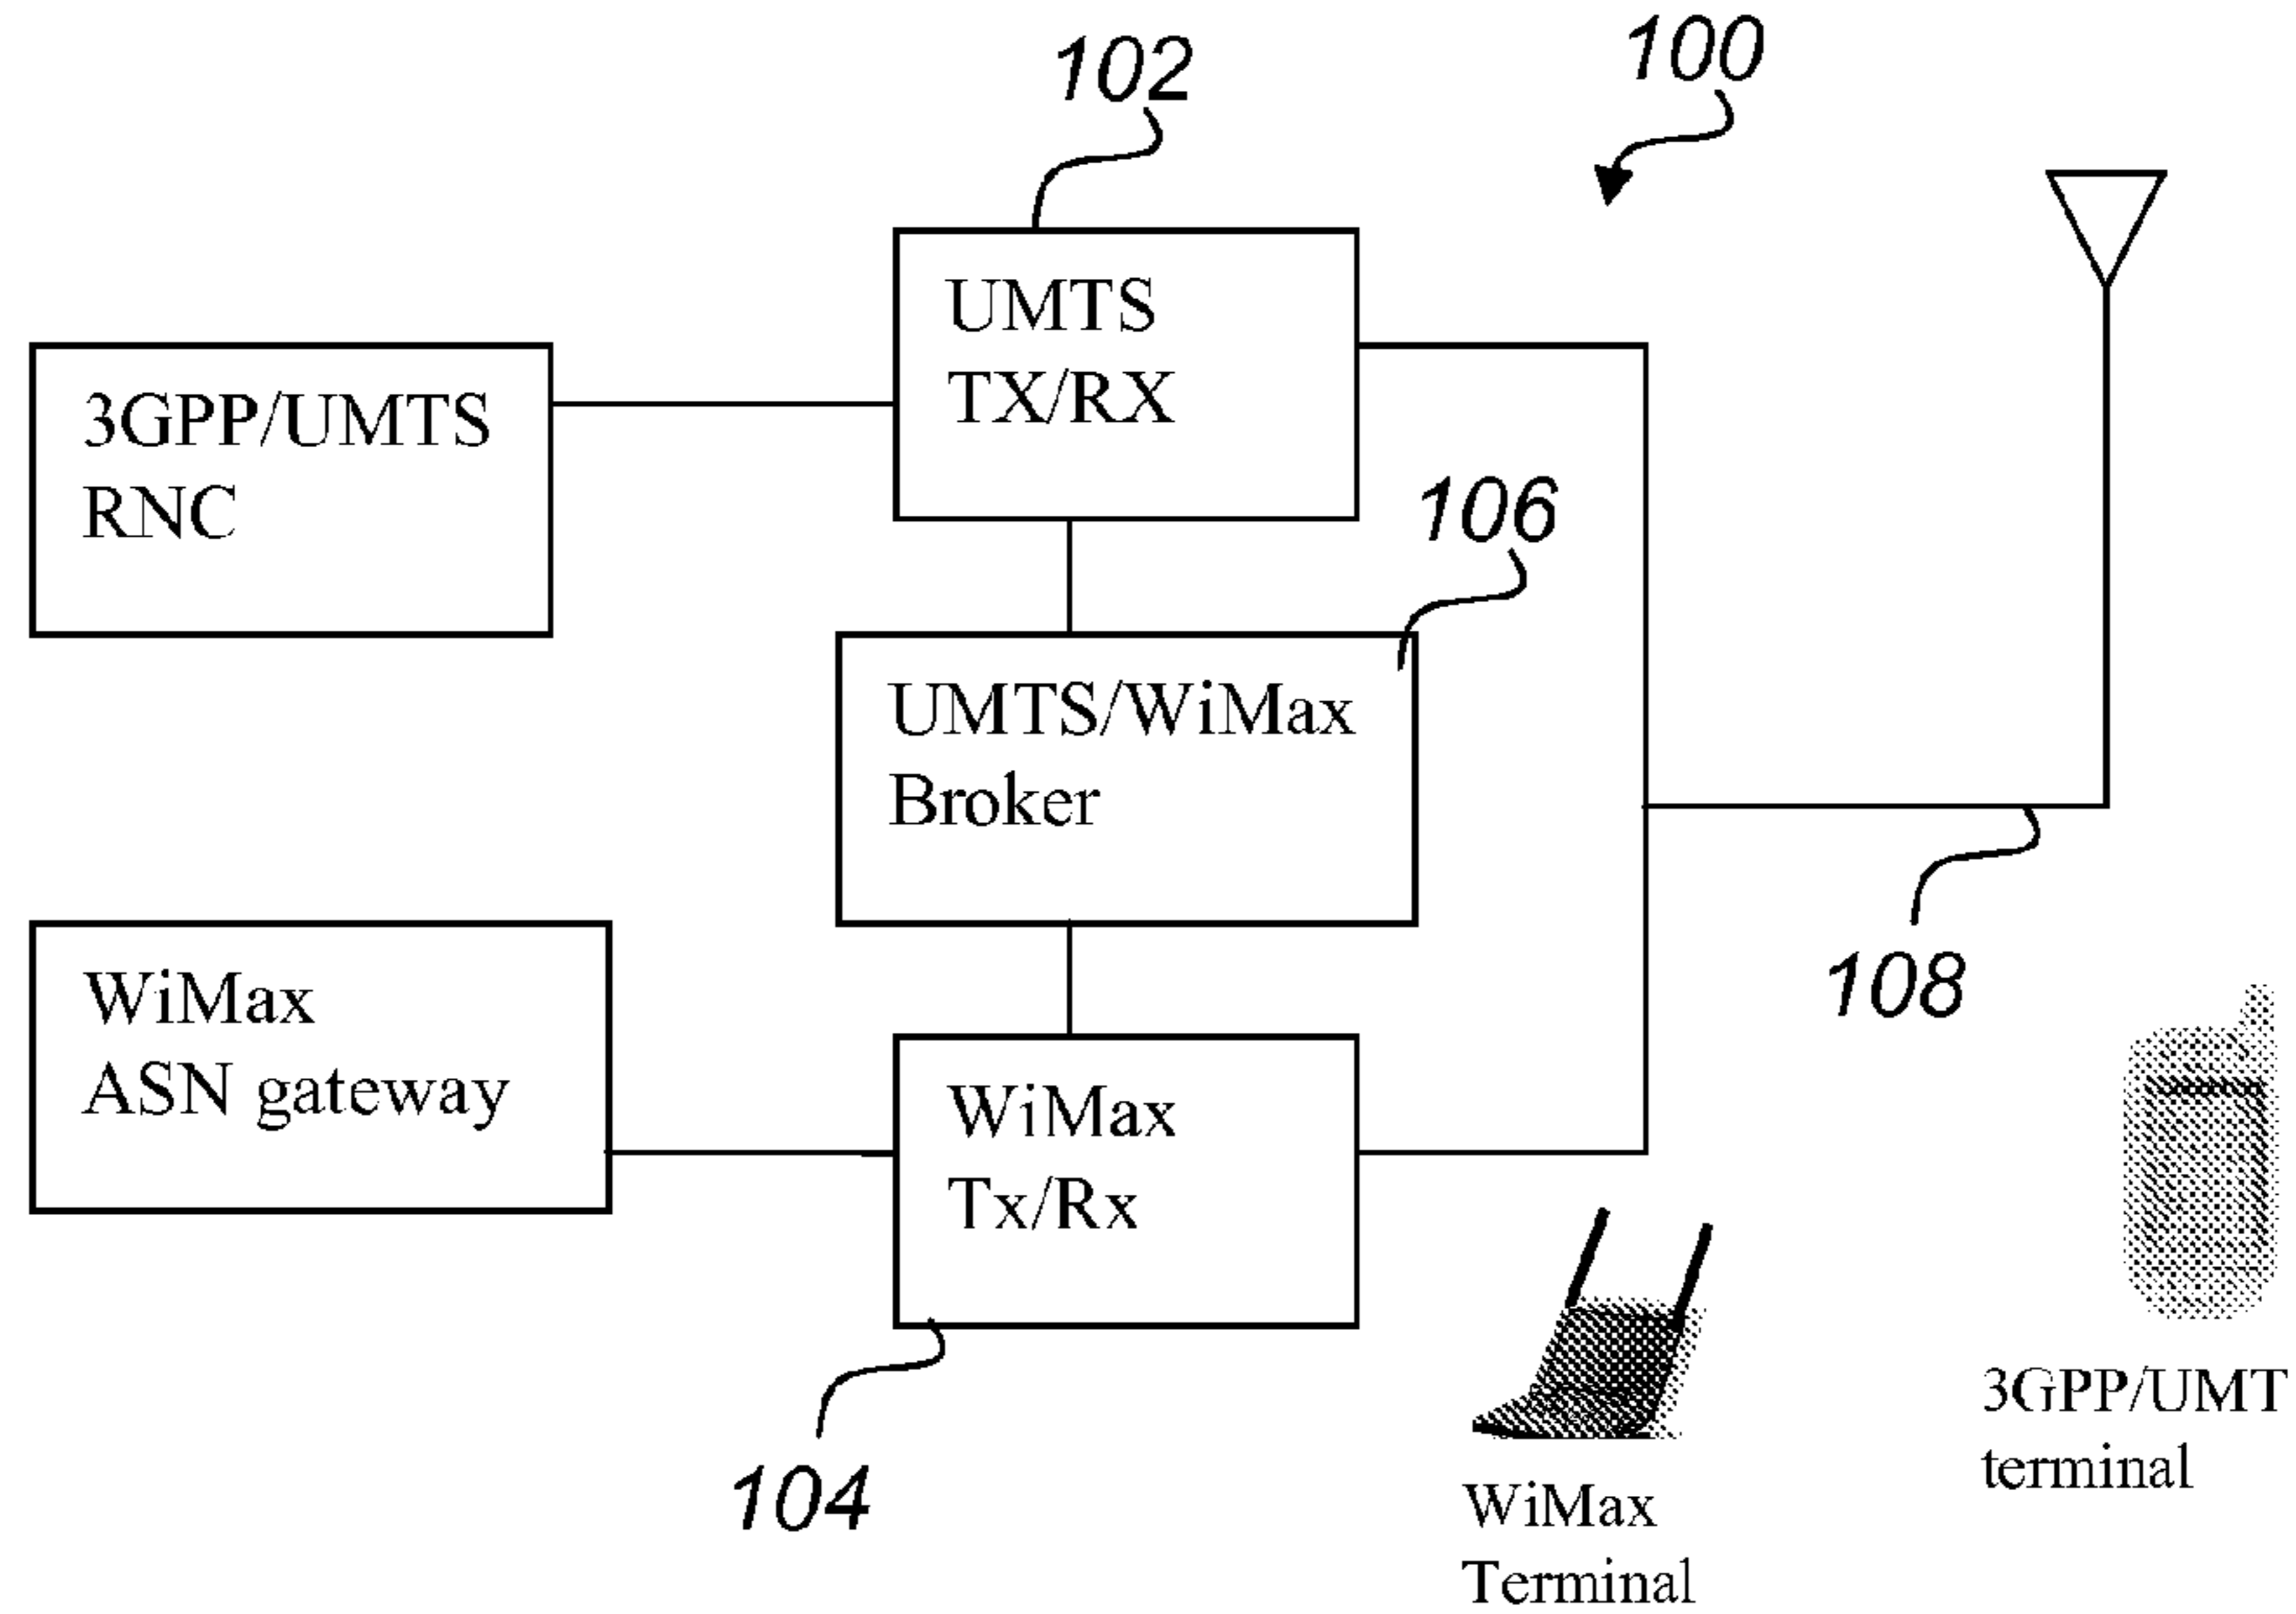 102
100
UMTS
TX/RX
3GPP/UMTS
RNC
106
UMTS/WiMax
Broker
108
WiMax
ASN gateway
WiMax
Tx/Rx
104
WiMax
Terminal
3GPP/UMT
terminal